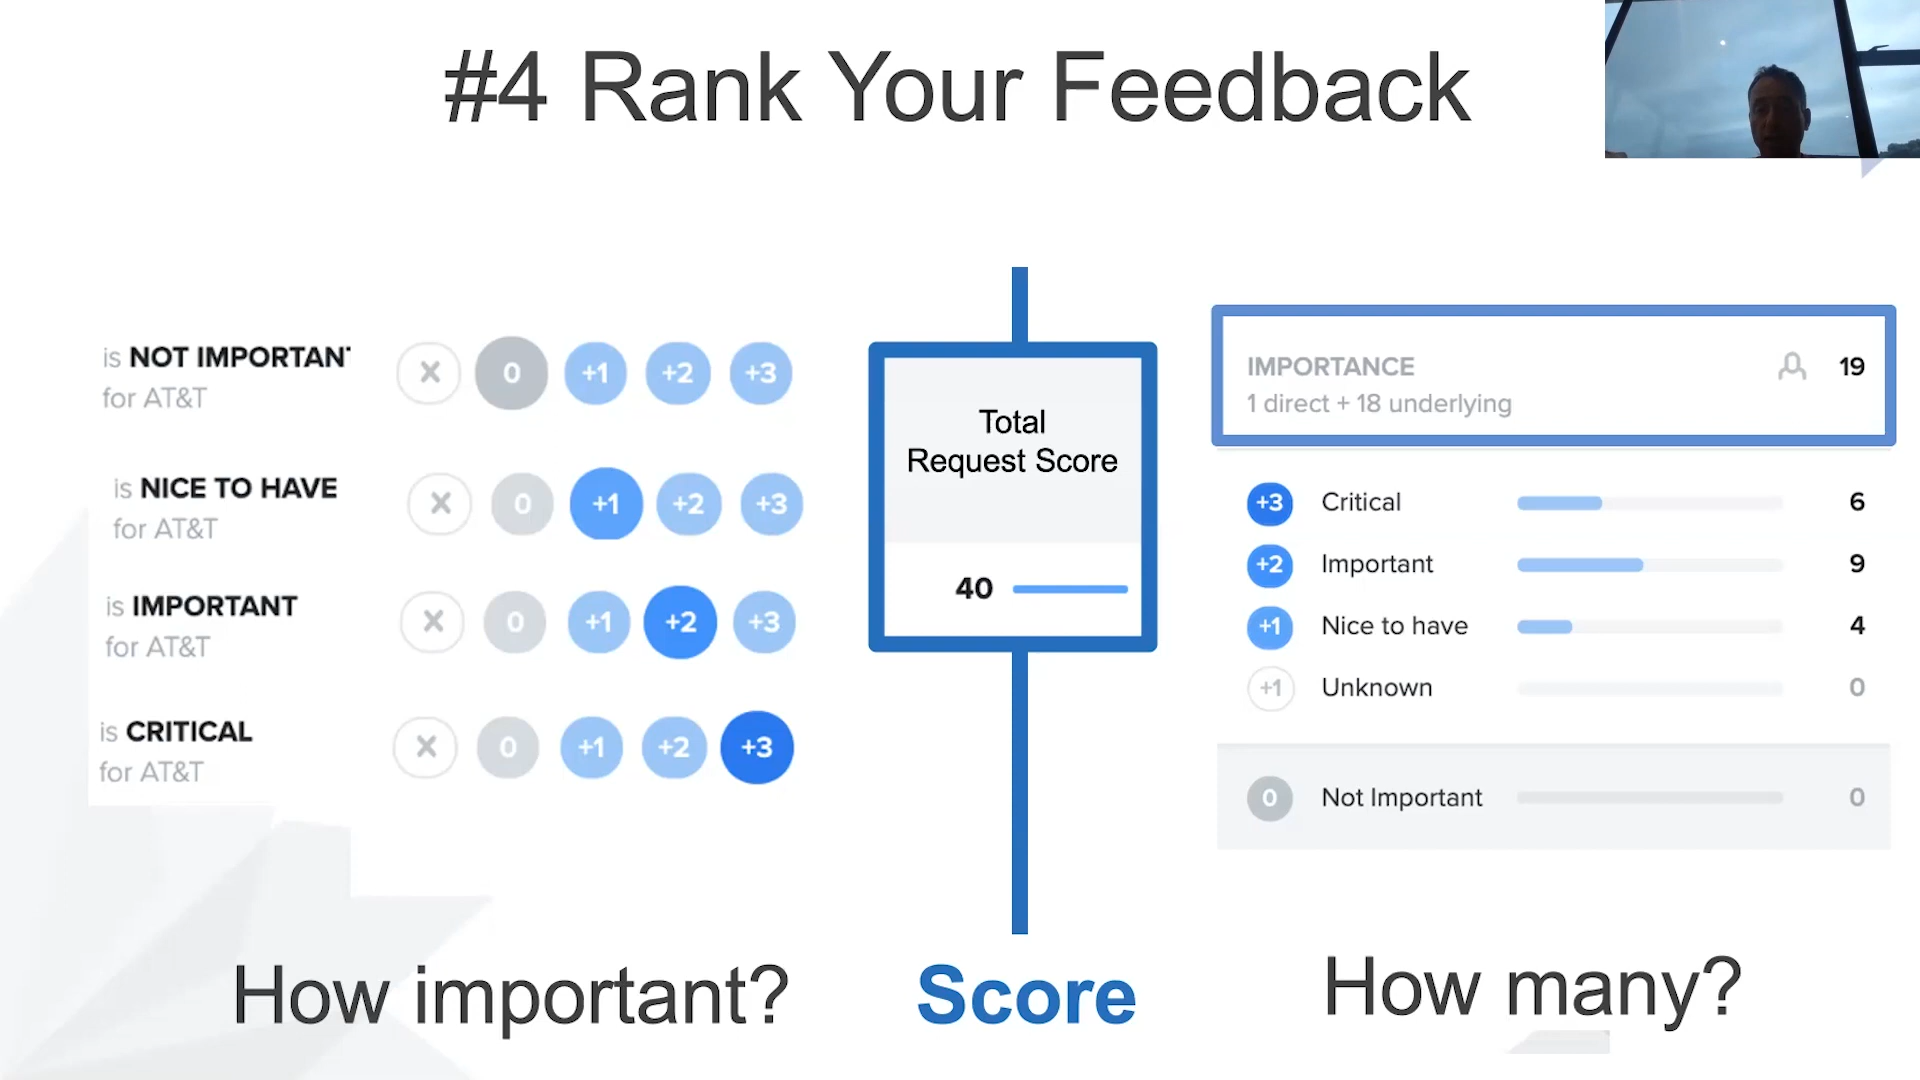 #4 Rank Your Feedback
is NOT IMPORTANT
for AT&T
× 0 +1 +2 +3
is NICE TO HAVE
for AT&T
× 0 +1 +2 +3
is IMPORTANT
for AT&T
× 0 +1 +2 +3
is CRITICAL
for AT&T
× 0 +1 +2 +3
How important?
Total
Request Score
40
Score
IMPORTANCE 19
1 direct + 18 underlying
+3 Critical 6
+2 Important 9
+1 Nice to have 4
+1 Unknown 0
0 Not Important 0
How many?